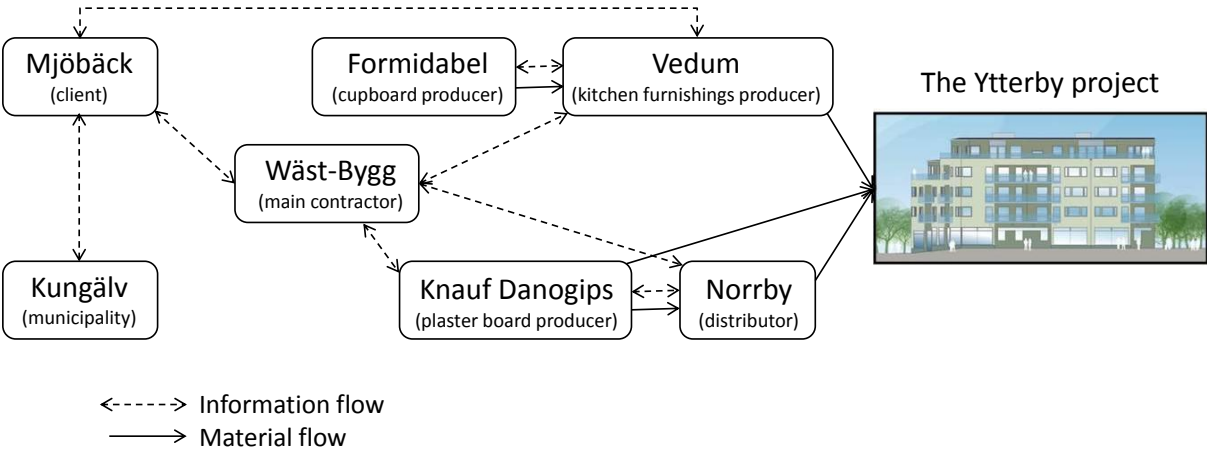 Mjöbäck
(client)
Formidabel
(cupboard producer)
Vedum
(kitchen furnishings producer)
The Ytterby project
Wäst-Bygg
(main contractor)
Kungälv
(municipality)
Knauf Danogips
(plaster board producer)
Norrby
(distributor)
Information flow
Material flow